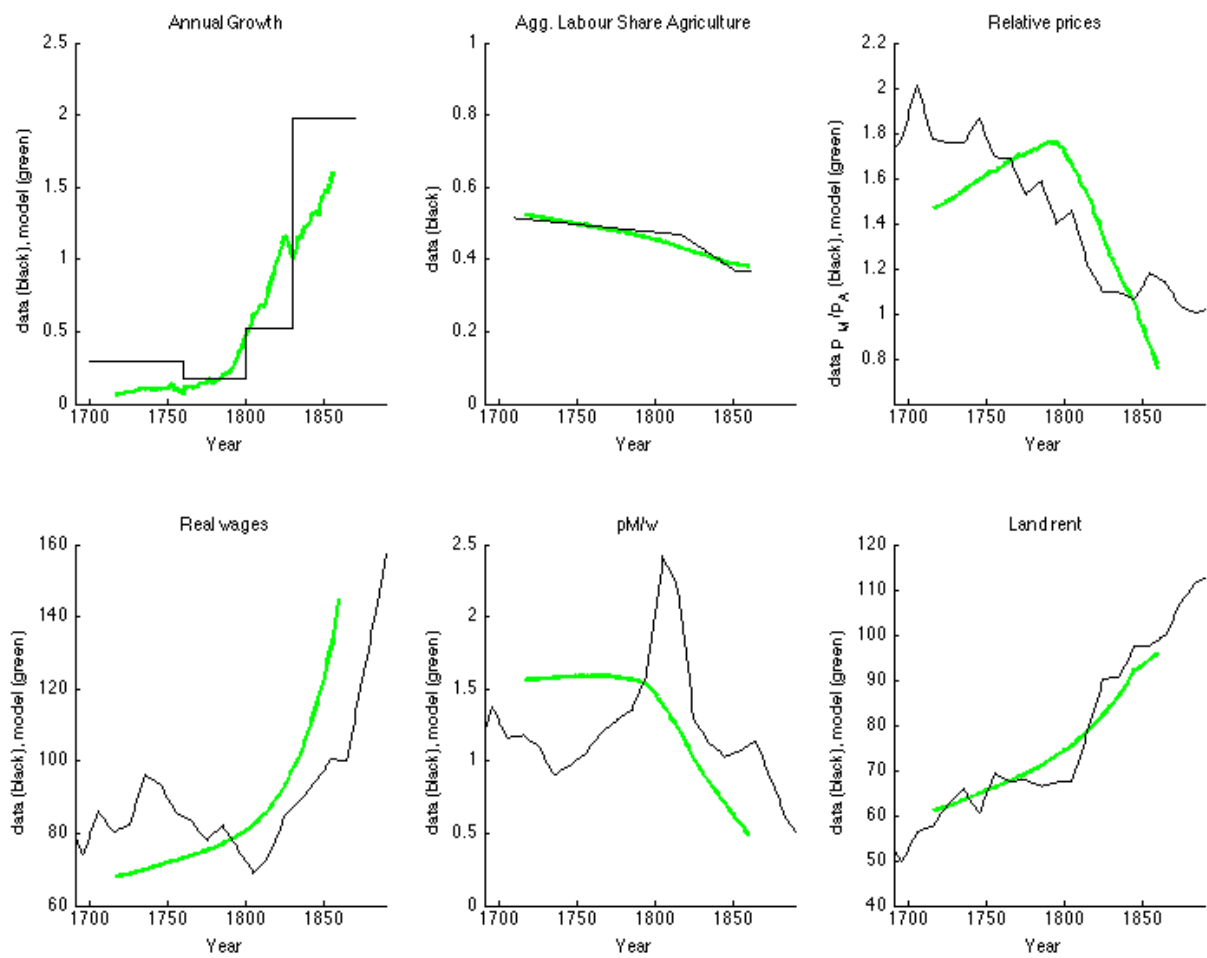 Annual Growth
data (black), model (green)
2.5
2
1.5
1
0.5
0
1700 1750 1800 1850
Year
Agg. Labour Share Agriculture
data (black)
1
0.8
0.6
0.4
0.2
0
1700 1750 1800 1850
Year
Relative prices
data p M /p A (black), model (green)
2.2
2
1.8
1.6
1.4
1.2
1
0.8
1700 1750 1800 1850
Year
Real wages
data (black), model (green)
160
140
120
100
80
60
1700 1750 1800 1850
Year
pM/w
data (black), model (green)
2.5
2
1.5
1
0.5
0
1700 1750 1800 1850
Year
Land rent
data (black), model (green)
120
110
100
90
80
70
60
50
40
1700 1750 1800 1850
Year